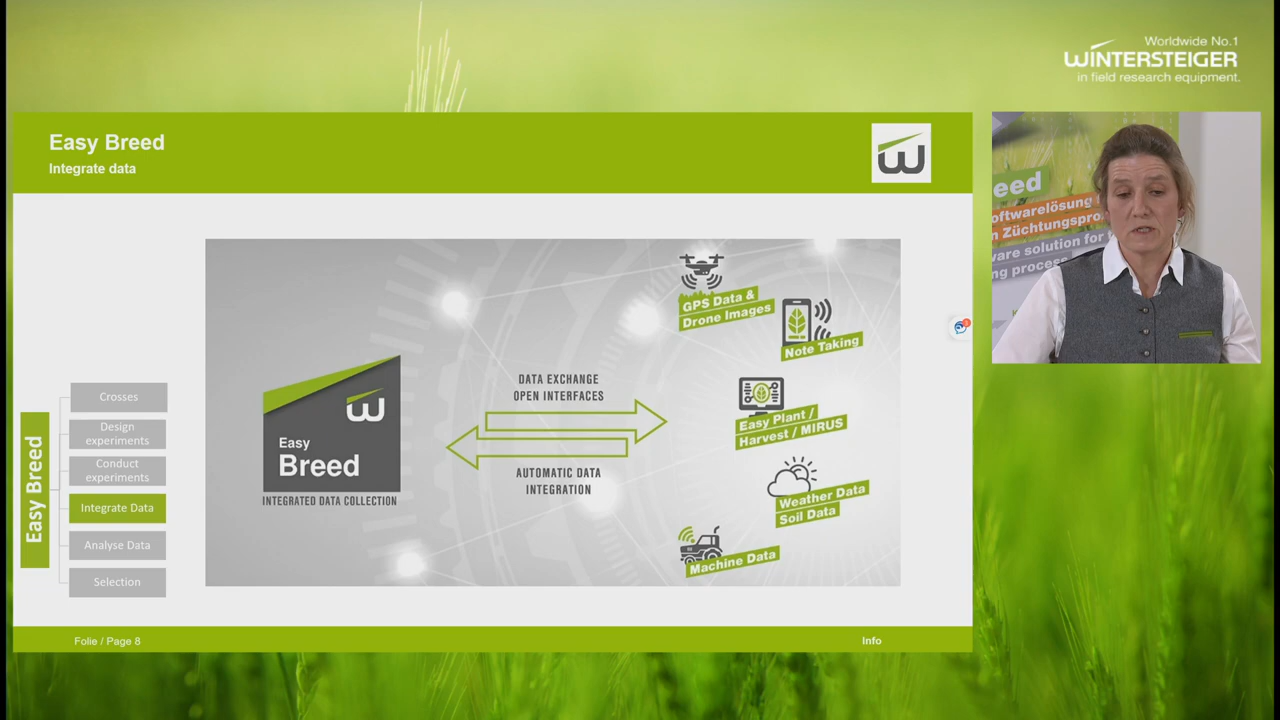 Worldwide No.1
WINTERSTEIGER
in field research equipment.
Easy Breed
Integrate data
GPS Data &
Drone Images
Note Taking
DATA EXCHANGE
OPEN INTERFACES
Easy Plant /
Harvest / MIRUS
Easy
Breed
INTEGRATED DATA COLLECTION
AUTOMATIC DATA
INTEGRATION
Weather Data
Soil Data
Machine Data
Easy Breed
Crosses
Design
experiments
Conduct
experiments
Integrate Data
Analyse Data
Selection
Folie / Page 8
Info
eed
oftwarelösung
n Züchtungspro
ware solution for
ng process